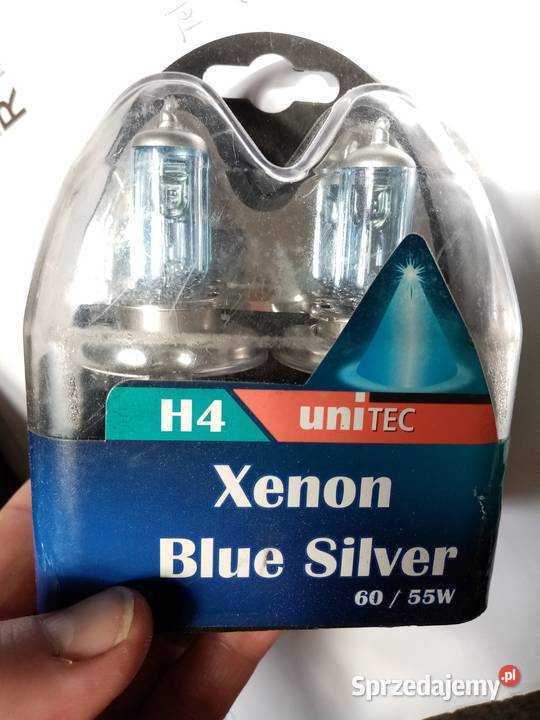 H4
uniTEC
Xenon
Blue Silver
60 / 55W
Sprzedajemy.pl